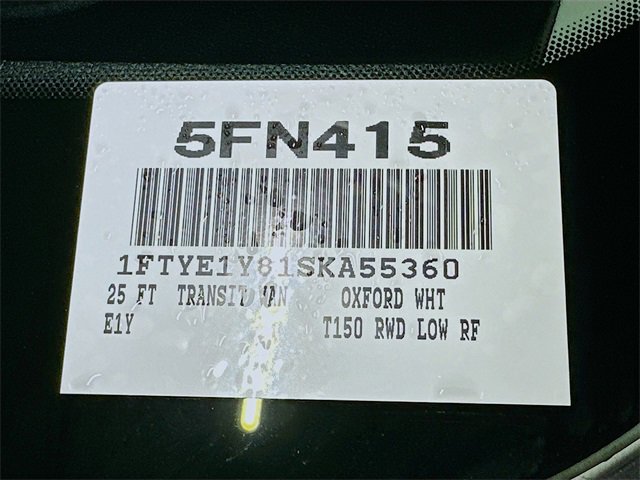 5FN415
1FTYE1Y81SKA55360
25 FT TRANSIT VAN OXFORD WHT
E1Y T150 RWD LOW RF